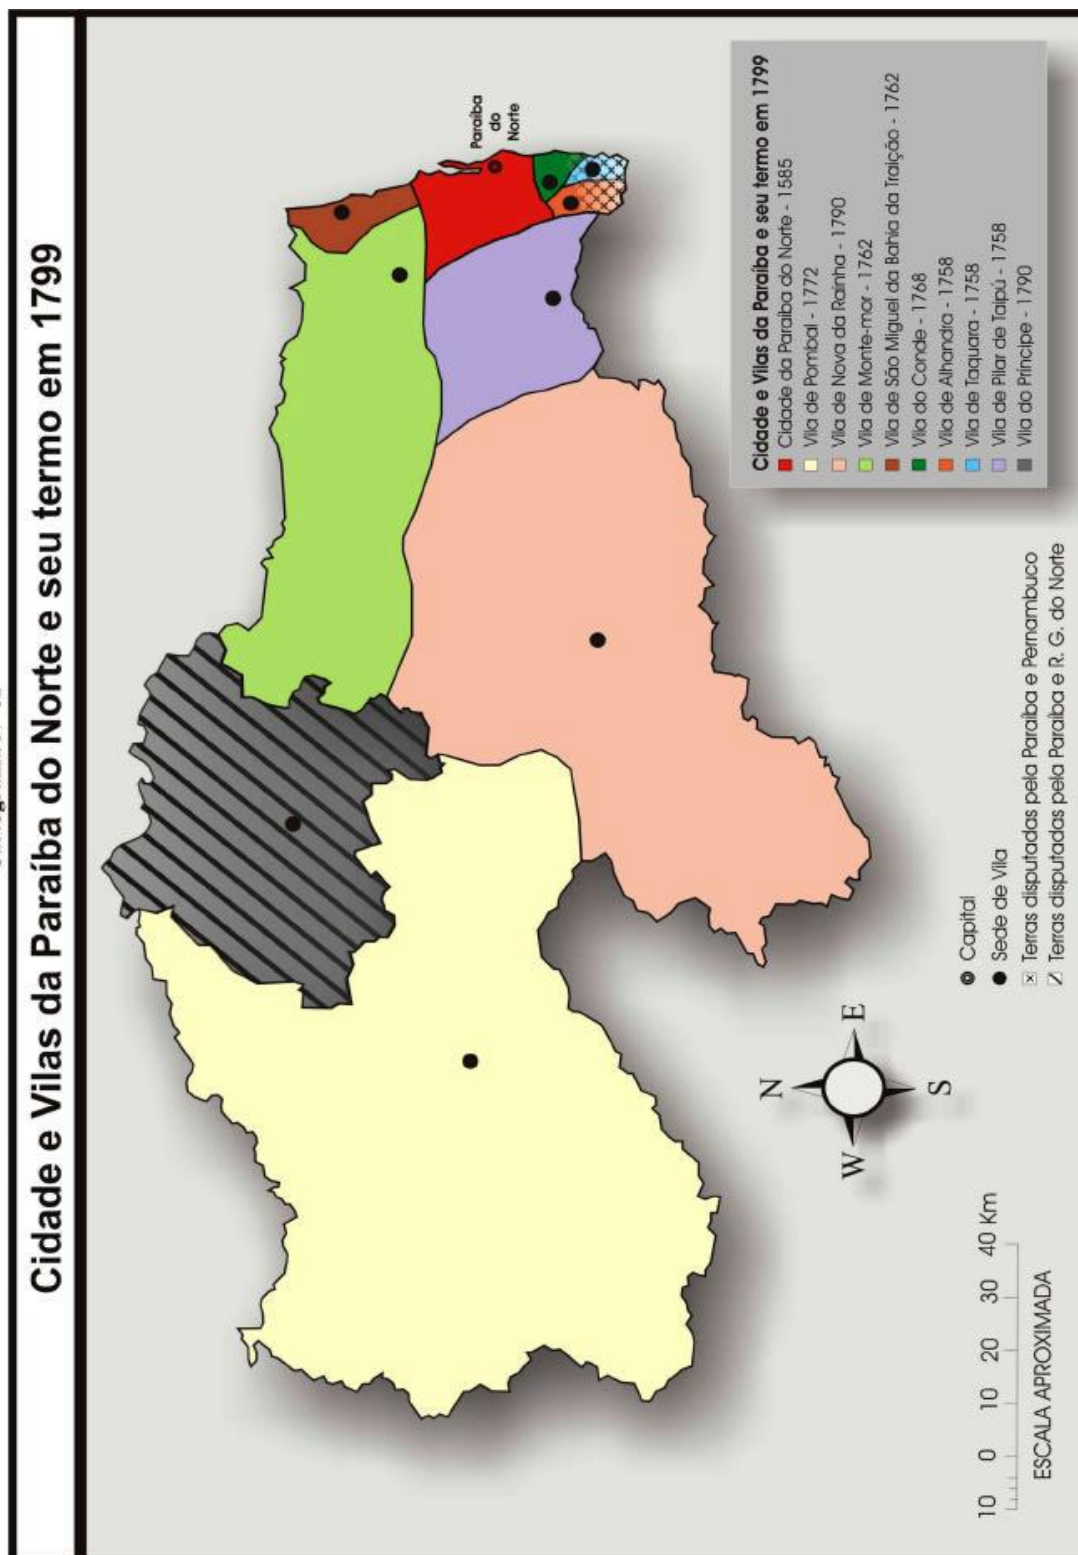 Cidade e Vilas da Paraíba do Norte e seu termo em 1799
Paraíba
do
Norte
Cidade e Vilas da Paraíba e seu termo em 1799
Cidade da Paraíba do Norte - 1585
Vila de Pombal - 1772
Vila de Nova da Rainha - 1790
Vila de Monte-mor - 1762
Vila de São Miguel da Bahia da Traição - 1762
Vila do Conde - 1768
Vila de Alhandra - 1758
Vila de Taquara - 1758
Vila de Pilar de Taipú - 1758
Vila do Príncipe - 1790
Capital
Sede de Vila
Terras disputadas pela Paraíba e Pernambuco
Terras disputadas pela Paraíba e R. G. do Norte
N
W E
S
10 0 10 20 30 40 Km
ESCALA APROXIMADA